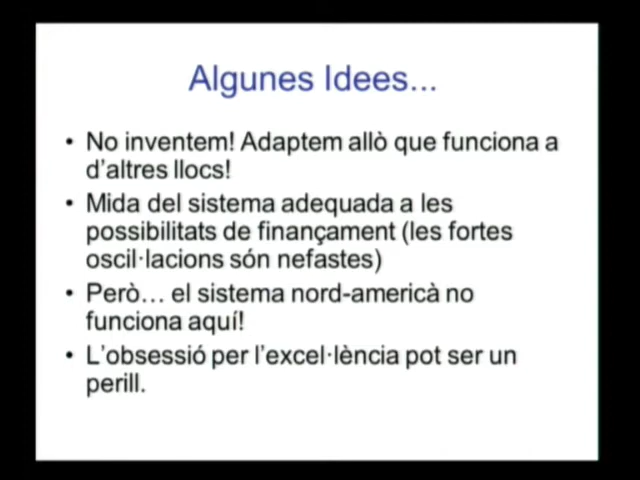 Algunes Idees...
• No inventem! Adaptem allò que funciona a
d'altres llocs!
• Mida del sistema adequada a les
possibilitats de finançament (les fortes
oscil·lacions són nefastes)
• Però… el sistema nord-americà no
funciona aquí!
• L'obsessió per l'excel·lència pot ser un
perill.